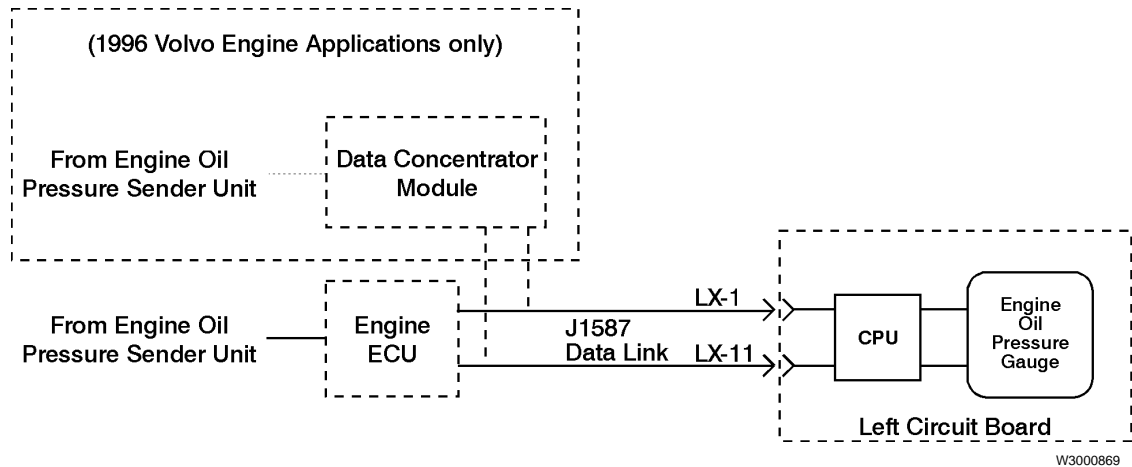 (1996 Volvo Engine Applications only)
From Engine Oil
Pressure Sender Unit
Data Concentrator
Module
From Engine Oil
Pressure Sender Unit
Engine
ECU
LX-1
J1587
Data Link
LX-11
CPU
Engine
Oil
Pressure
Gauge
Left Circuit Board
W3000869